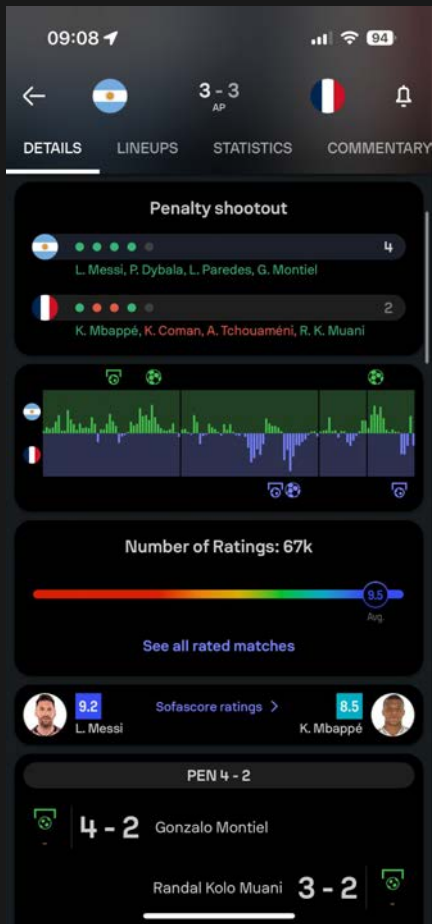 09:08
94
3 - 3
AP
DETAILS
LINEUPS
STATISTICS
COMMENTARY
Penalty shootout
4
L. Messi, P. Dybala, L. Paredes, G. Montiel
2
K. Mbappé, K. Coman, A. Tchouaméni, R. K. Muani
Number of Ratings: 67k
9.5
Avg.
See all rated matches
9.2
Sofascore ratings >
8.5
L. Messi
K. Mbappé
PEN 4 - 2
4 - 2 Gonzalo Montiel
-
Randal Kolo Muani 3 - 2
-